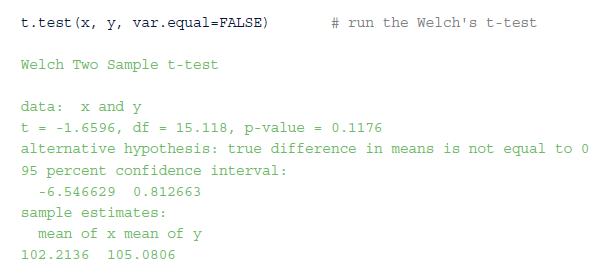 t.test(x, y, var.equal=FALSE)       # run the Welch's t-test
Welch Two Sample t-test
data:  x and y
t = -1.6596, df = 15.118, p-value = 0.1176
alternative hypothesis: true difference in means is not equal to 0
95 percent confidence interval:
  -6.546629  0.812663
sample estimates:
  mean of x mean of y
102.2136  105.0806